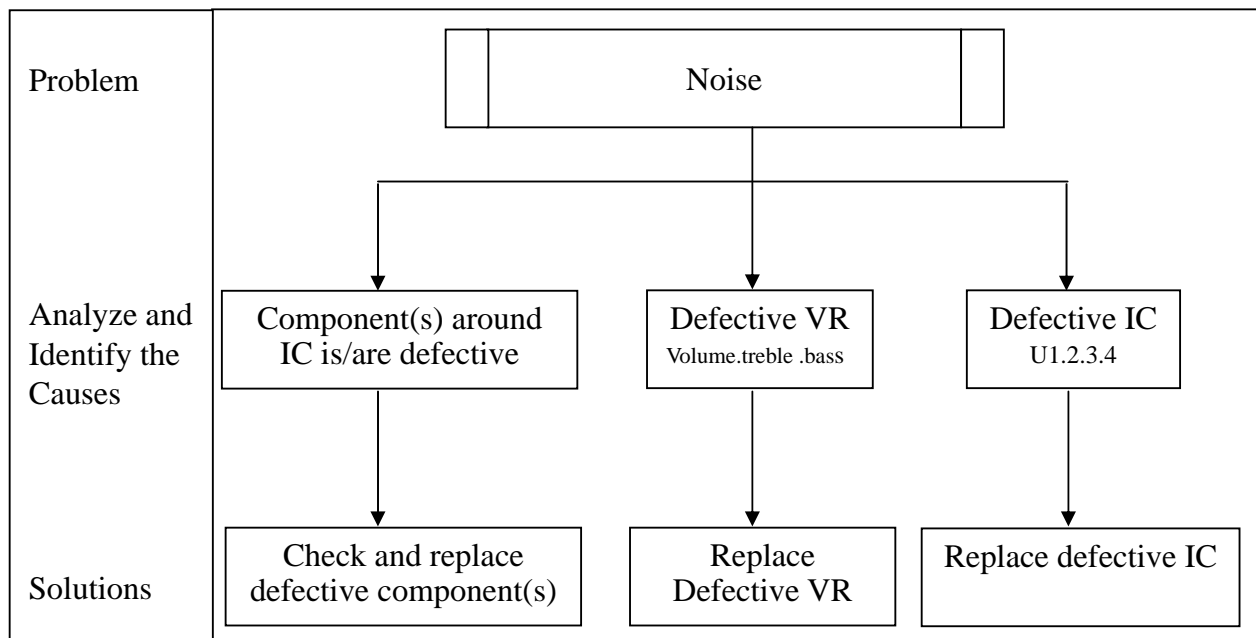 Problem
Noise
Analyze and
Identify the
Causes
Component(s) around
IC is/are defective
Defective VR
Volume.treble .bass
Defective IC
U1.2.3.4
Solutions
Check and replace
defective component(s)
Replace
Defective VR
Replace defective IC